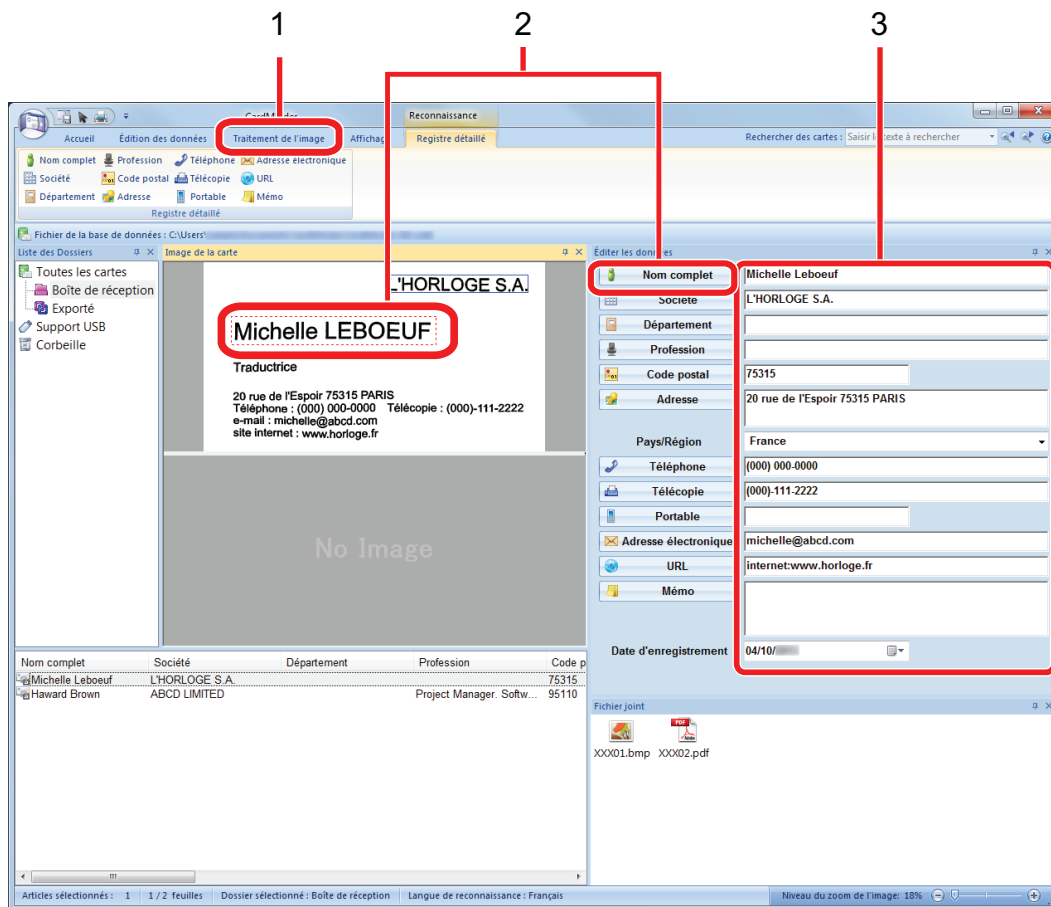 1 2 3
Reconnaissance
Accueil Édition des données Traitement de l'image Affichag Registre détaillé
Rechercher des cartes : Saisir le texte à rechercher
Nom complet Profession Téléphone Adresse électronique
Société Code postal Télécopie URL
Département Adresse Portable Mémo
Registre détaillé
Fichier de la base de données : C:\Users\
Liste des Dossiers
Toutes les cartes
Boîte de réception
Exporté
Support USB
Corbeille
Image de la carte
L'HORLOGE S.A.
Michelle LEBOEUF
Traductrice
20 rue de l'Espoir 75315 PARIS
Téléphone : (000) 000-0000 Télécopie : (000)-111-2222
e-mail : michelle@abcd.com
site internet : www.horloge.fr
No Image
Éditer les données
Nom complet Michelle Leboeuf
Société L'HORLOGE S.A.
Département
Profession
Code postal 75315
Adresse 20 rue de l'Espoir 75315 PARIS
Pays/Région France
Téléphone (000) 000-0000
Télécopie (000)-111-2222
Portable
Adresse électronique michelle@abcd.com
URL internet:www.horloge.fr
Mémo
Date d'enregistrement 04/10/
Nom complet Société Département Profession Code p
Michelle Leboeuf L'HORLOGE S.A. 75315
Haward Brown ABCD LIMITED Project Manager. Softw... 95110
Fichier joint
PDF
Adobe
XXX01.bmp XXX02.pdf
Articles sélectionnés : 1 1 / 2 feuilles Dossier sélectionné : Boîte de réception Langue de reconnaissance : Français Niveau du zoom de l'image: 18%